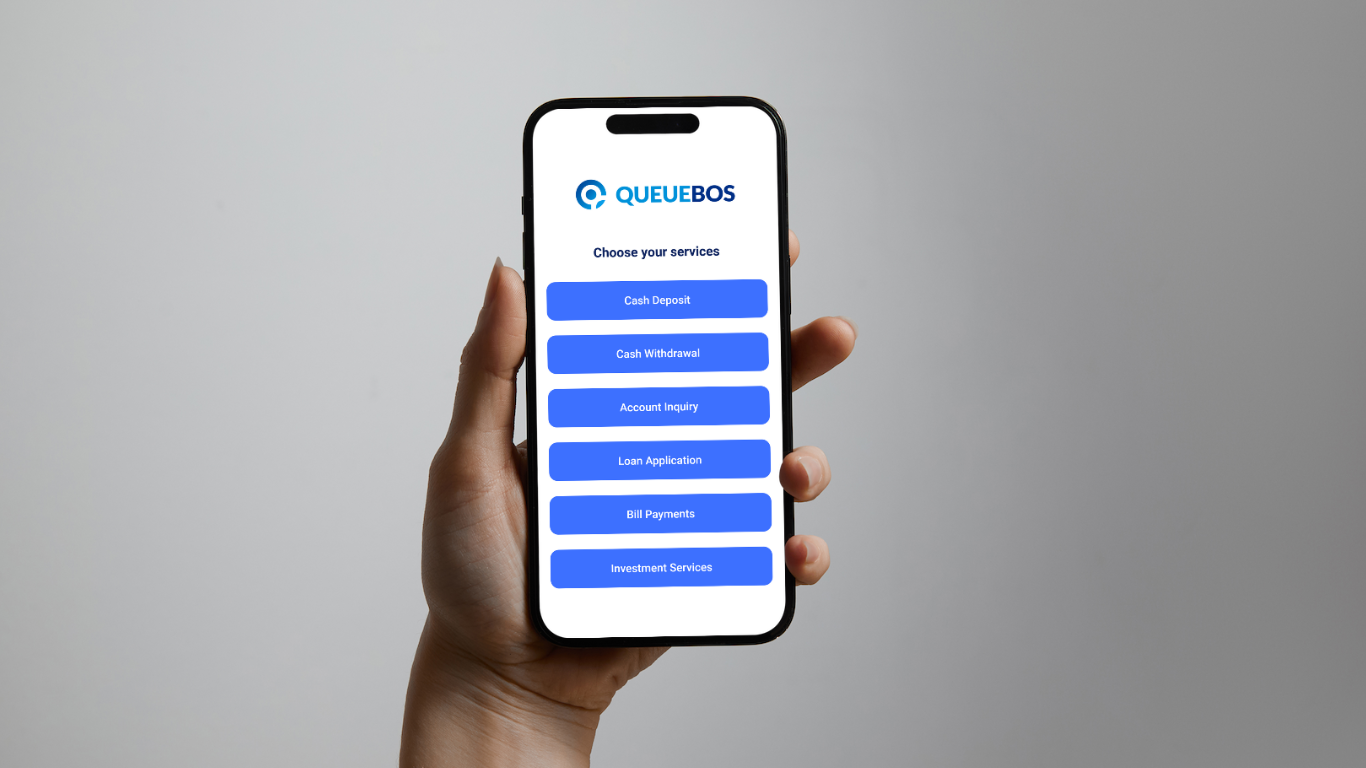 QUEUEBOS
Choose your services
Cash Deposit
Cash Withdrawal
Account Inquiry
Loan Application
Bill Payments
Investment Services